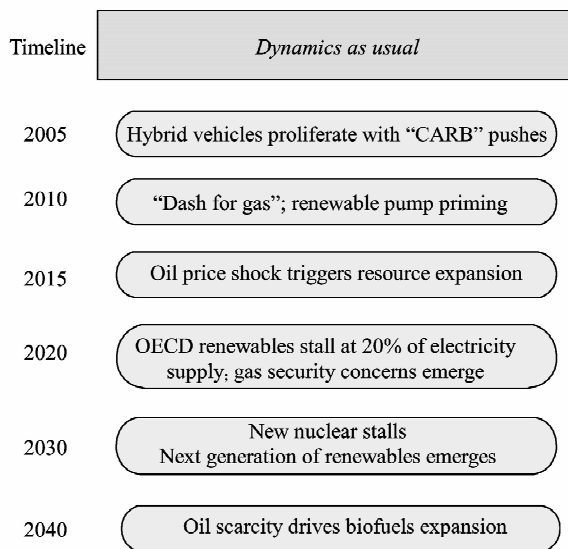 Timeline
Dynamics as usual
2005
Hybrid vehicles proliferate with “CARB” pushes
2010
“Dash for gas”; renewable pump priming
2015
Oil price shock triggers resource expansion
2020
OECD renewables stall at 20% of electricity
supply; gas security concerns emerge
2030
New nuclear stalls
Next generation of renewables emerges
2040
Oil scarcity drives biofuels expansion